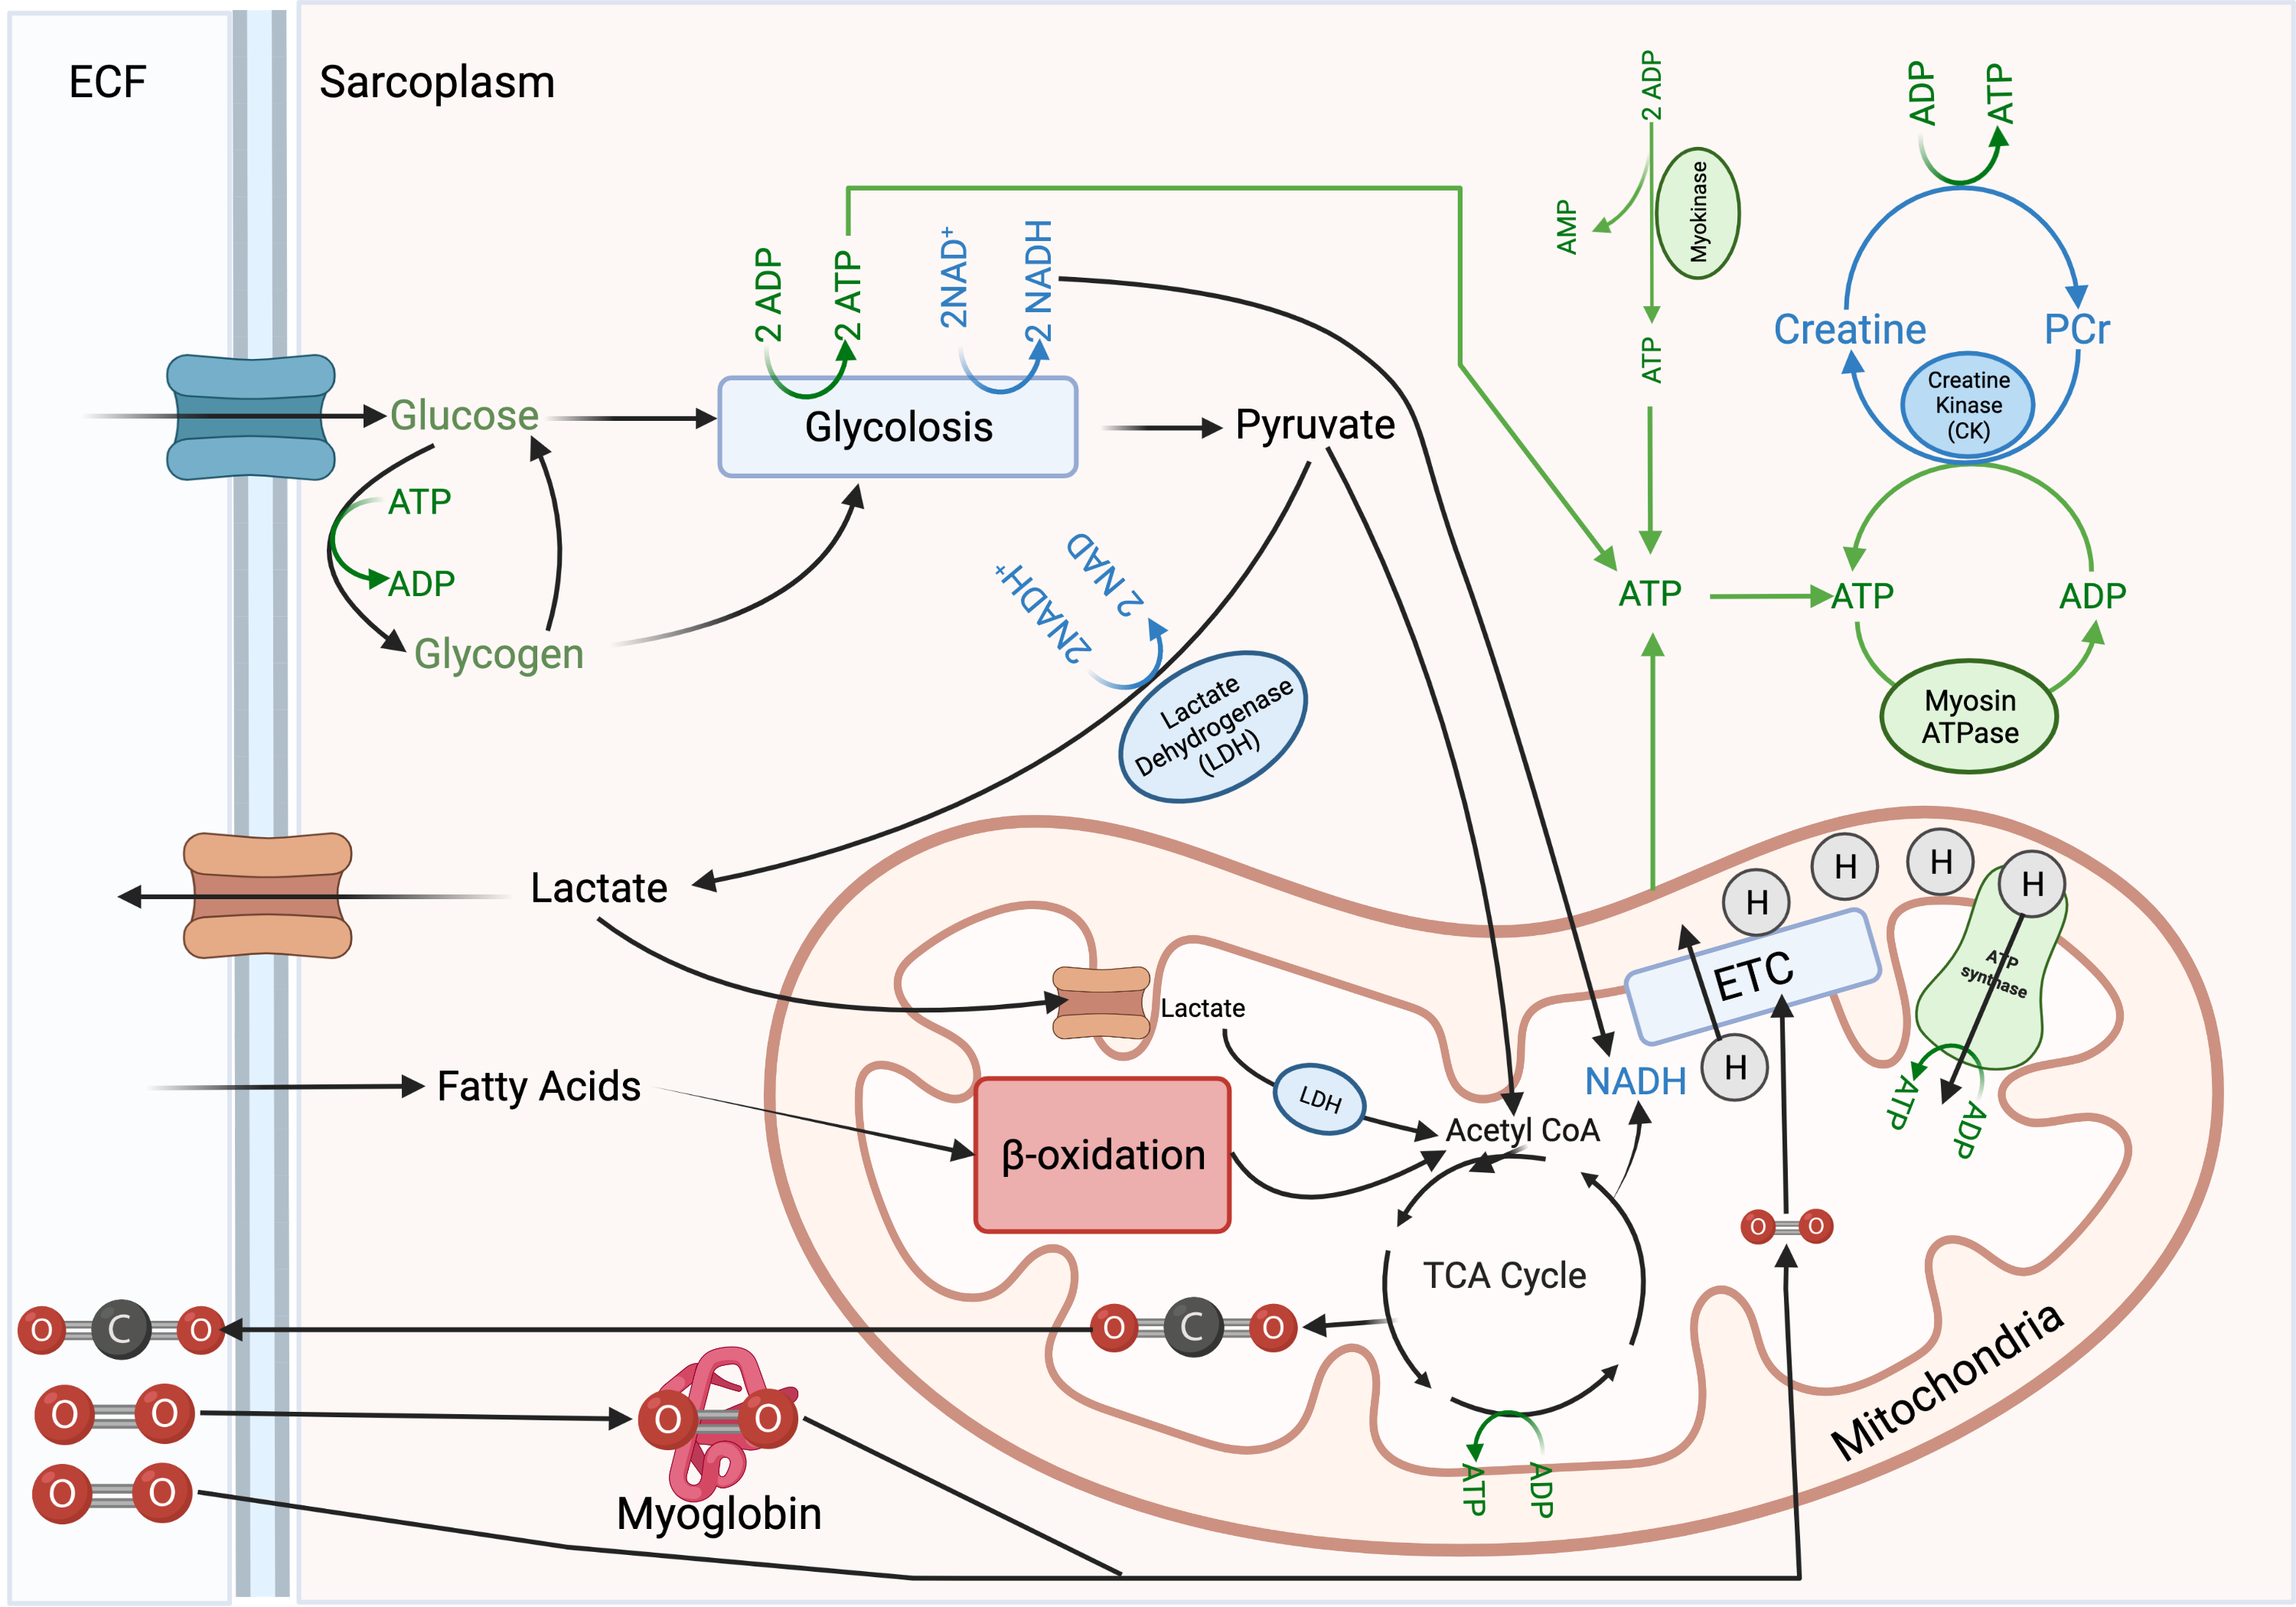 ECF
Sarcoplasm
2 ADP
AMP
Myokinase
ATP
ADP
ATP
Creatine
PCr
Creatine
Kinase
(CK)
2 ADP
2 ATP
2NAD⁺
2 NADH
Glucose
Glycolosis
Pyruvate
ATP
ADP
Glycogen
2NADH⁺
2 NAD
Lactate
Dehydrogenase
(LDH)
ATP
ATP
ADP
Myosin
ATPase
Lactate
Lactate
LDH
Fatty Acids
β-oxidation
Acetyl CoA
NADH
ETC
H
H
H
H
H
ATP
synthase
ATP
ADP
TCA Cycle
O
O
O
C
O
O
C
O
ATP
ADP
Mitochondria
O
O
O
O
Myoglobin
O
O